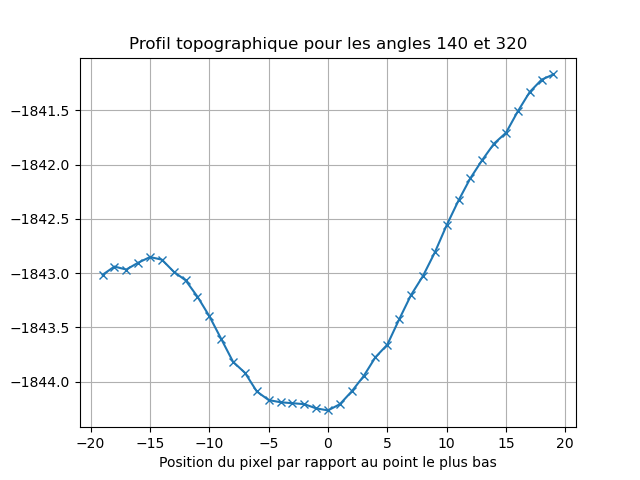 Profil topographique pour les angles 140 et 320
−1841.5
−1842.0
−1842.5
−1843.0
−1843.5
−1844.0
−20 −15 −10 −5 0 5 10 15 20
Position du pixel par rapport au point le plus bas